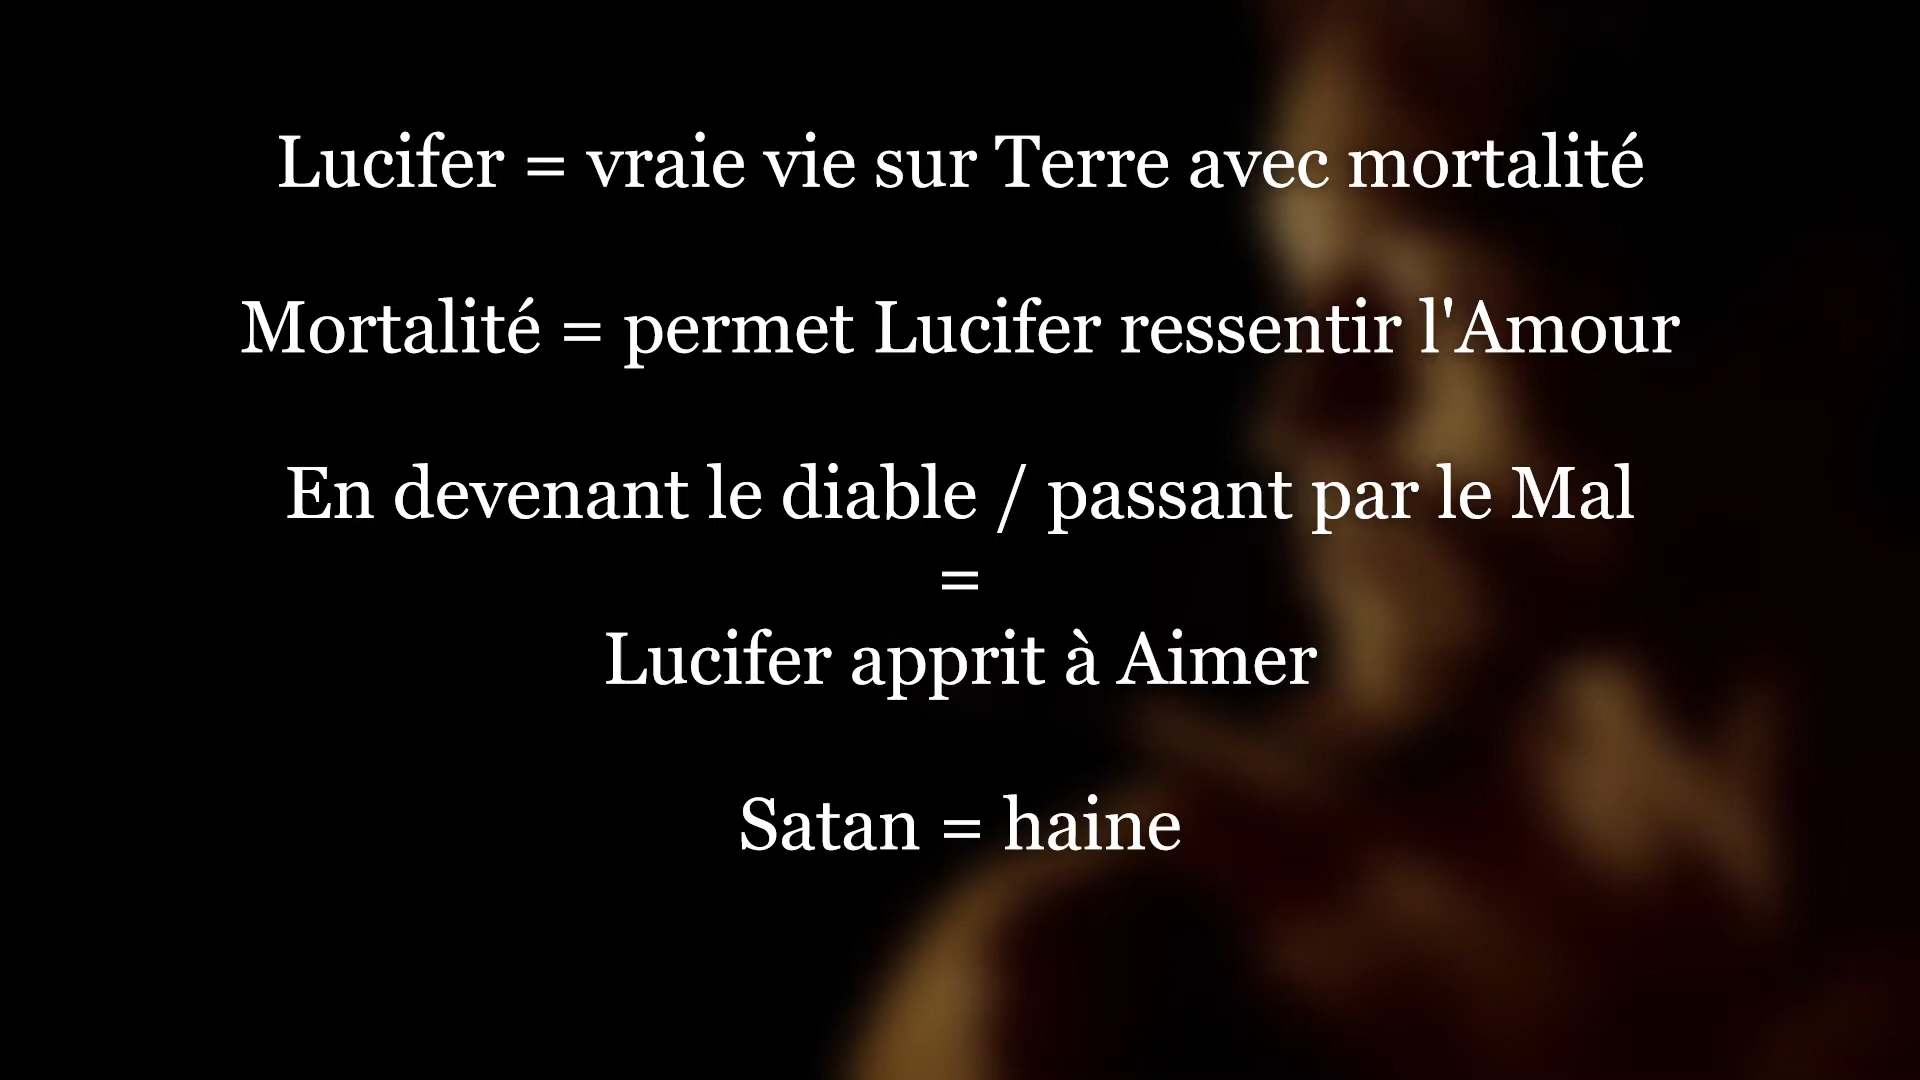 Lucifer = vraie vie sur Terre avec mortalité
Mortalité = permet Lucifer ressentir l'Amour
En devenant le diable / passant par le Mal
=
Lucifer apprit à Aimer
Satan = haine